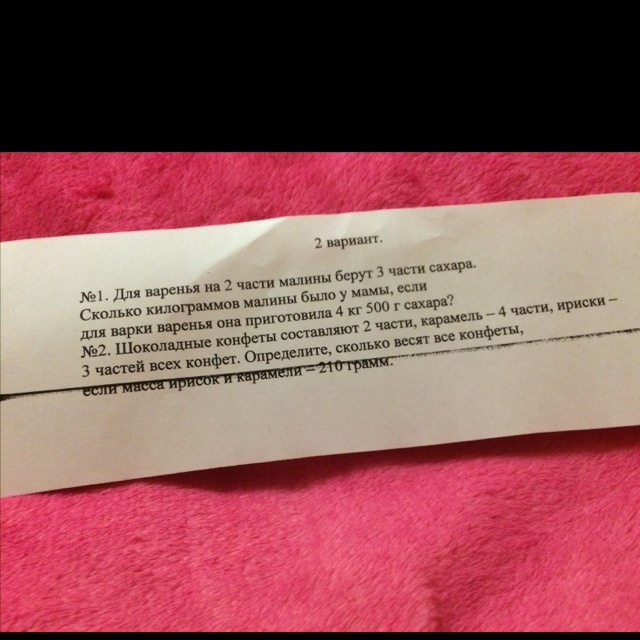 2 вариант.
№1. Для варенья на 2 части малины берут 3 части сахара.
Сколько килограммов малины было у мамы, если
для варки варенья она приготовила 4 кг 500 г сахара?
№2. Шоколадные конфеты составляют 2 части, карамель – 4 части, ириски –
3 частей всех конфет. Определите, сколько весят все конфеты,
если масса ирисок и карамели = 210 грамм.